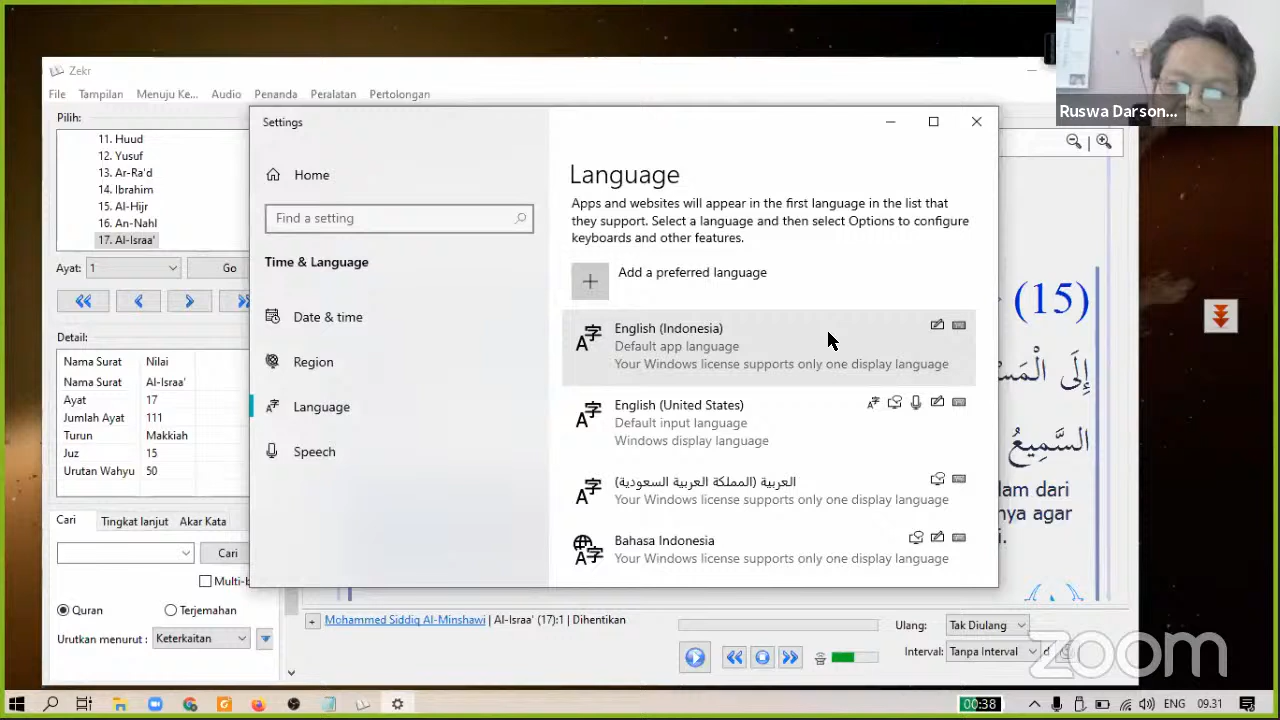 Zekr
File Tampilan Menuju Ke... Audio Penanda Peralatan Pertolongan
Pilih:
11. Huud
12. Yusuf
13. Ar-Ra'd
14. Ibrahim
15. Al-Hijr
16. An-Nahl
17. Al-Israa'
Ayat: 1 Go
Detail:
Nama Surat Nilai
Nama Surat Al-Israa'
Ayat 17
Jumlah Ayat 111
Turun Makkiah
Juz 15
Urutan Wahyu 50
Cari Tingkat lanjut Akar Kata
Cari
Multi-b
Quran Terjemahan
Urutkan menurut : Keterkaitan
Settings
Home
Find a setting
Time & Language
Date & time
Region
Language
Speech
Language
Apps and websites will appear in the first language in the list that
they support. Select a language and then select Options to configure
keyboards and other features.
Add a preferred language
English (Indonesia)
Default app language
Your Windows license supports only one display language
English (United States)
Default input language
Windows display language
العربية (المملكة العربية السعودية)
Your Windows license supports only one display language
Bahasa Indonesia
Your Windows license supports only one display language
Ruswa Darson...
(15)
إِلَى
السَّمِيعُ
lam dari
nya agar
Mohammed Siddiq Al-Minshawi | Al-Israa' (17):1 | Dihentikan
Ulang: Tak Diulang
Interval: Tanpa Interval
zoom
00:38 ENG 09.31